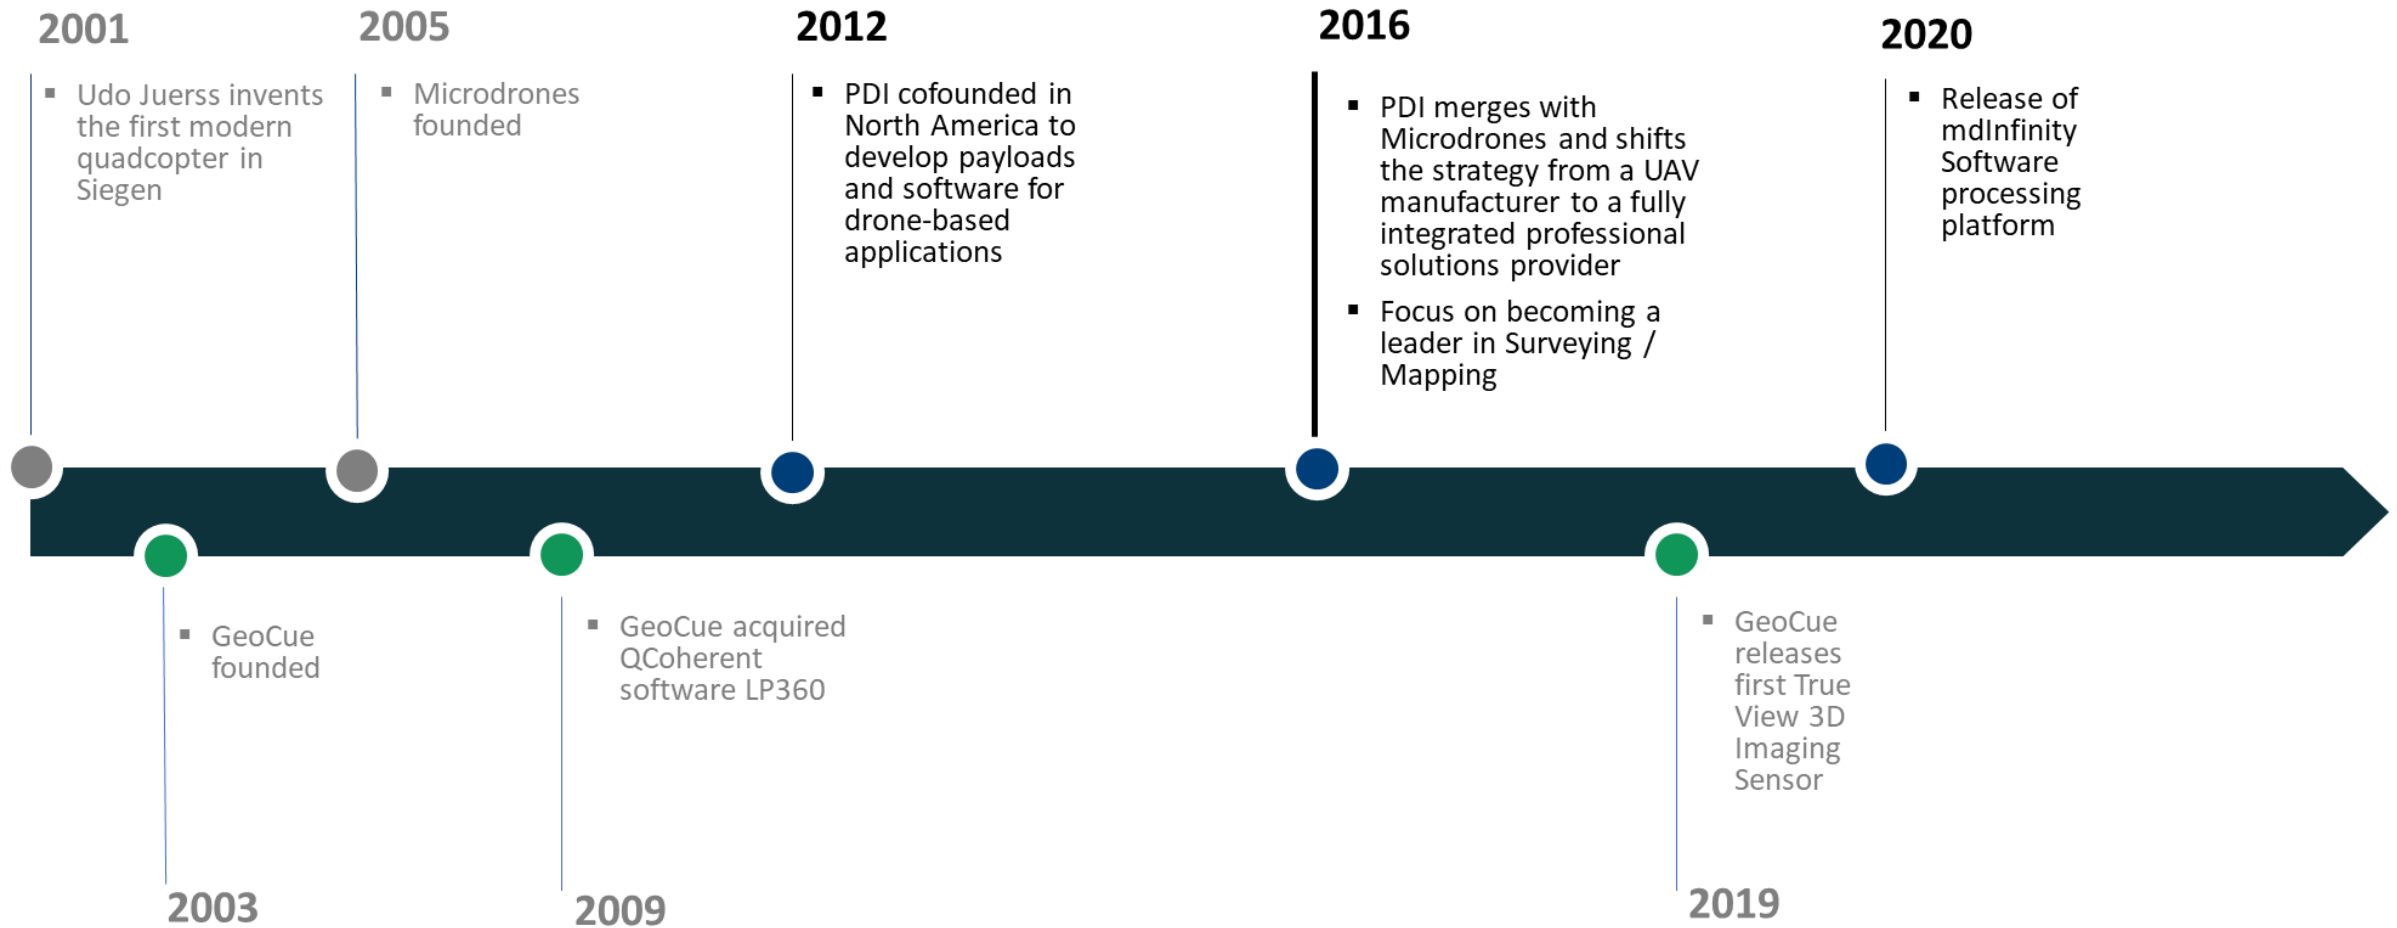 2001
▪ Udo Juerss invents
the first modern
quadcopter in
Siegen
2005
▪ Microdrones
founded
2012
▪ PDI cofounded in
North America to
develop payloads
and software for
drone-based
applications
2016
▪ PDI merges with
Microdrones and shifts
the strategy from a UAV
manufacturer to a fully
integrated professional
solutions provider
▪ Focus on becoming a
leader in Surveying /
Mapping
2020
▪ Release of
mdInfinity
Software
processing
platform
▪ GeoCue
founded
2003
▪ GeoCue acquired
QCoherent
software LP360
2009
▪ GeoCue
releases
first True
View 3D
Imaging
Sensor
2019